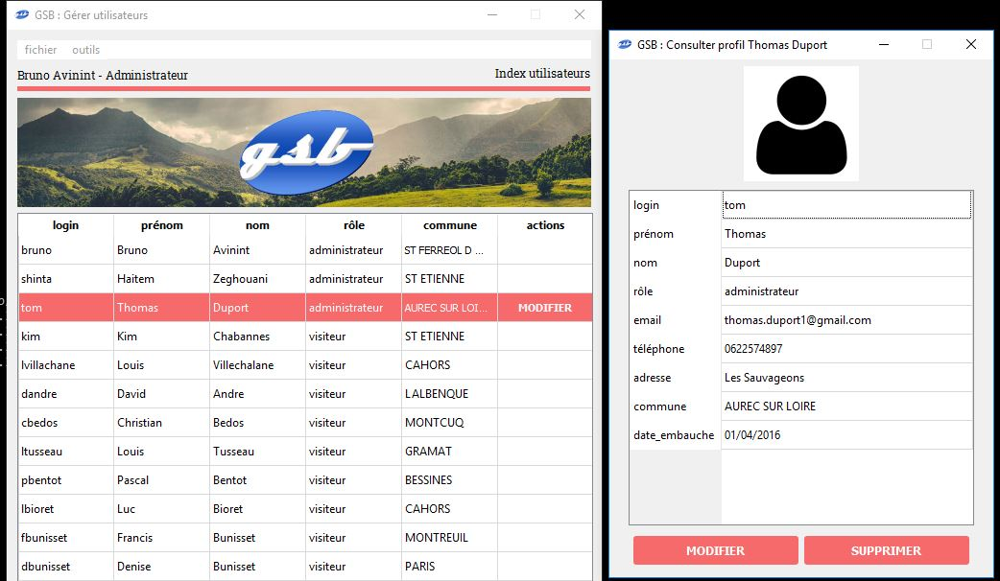 GSB : Gérer utilisateurs
fichier outils
Bruno Avinint - Administrateur Index utilisateurs
gsb
login prénom nom rôle commune actions
bruno Bruno Avinint administrateur ST FERREOL D ...
shinta Haitem Zeghouani administrateur ST ETIENNE
tom Thomas Duport administrateur AUREC SUR LOI... MODIFIER
kim Kim Chabannes visiteur ST ETIENNE
lvillachane Louis Villechalane visiteur CAHORS
dandre David Andre visiteur LALBENQUE
cbedos Christian Bedos visiteur MONTCUQ
ltusseau Louis Tusseau visiteur GRAMAT
pbentot Pascal Bentot visiteur BESSINES
lbioret Luc Bioret visiteur CAHORS
fbunisset Francis Bunisset visiteur MONTREUIL
dbunisset Denise Bunisset visiteur PARIS
GSB : Consulter profil Thomas Duport
login tom
prénom Thomas
nom Duport
rôle administrateur
email thomas.duport1@gmail.com
téléphone 0622574897
adresse Les Sauvageons
commune AUREC SUR LOIRE
date_embauche 01/04/2016
MODIFIER SUPPRIMER